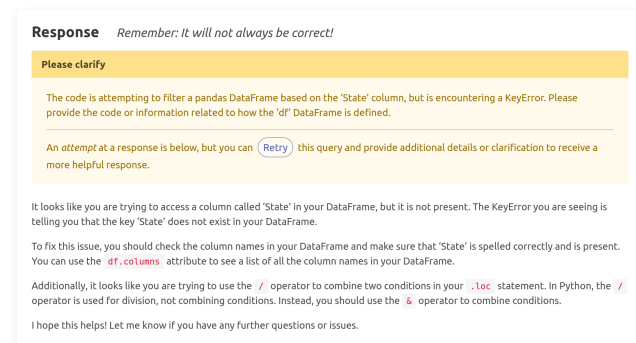 Response Remember: It will not always be correct!
Please clarify
The code is attempting to filter a pandas DataFrame based on the ‘State’ column, but is encountering a KeyError. Please
provide the code or information related to how the ‘df’ DataFrame is defined.
An attempt at a response is below, but you can Retry this query and provide additional details or clarification to receive a
more helpful response.
It looks like you are trying to access a column called ‘State’ in your DataFrame, but it is not present. The KeyError you are seeing is
telling you that the key ‘State’ does not exist in your DataFrame.
To fix this issue, you should check the column names in your DataFrame and make sure that ‘State’ is spelled correctly and is present.
You can use the df.columns attribute to see a list of all the column names in your DataFrame.
Additionally, it looks like you are trying to use the / operator to combine two conditions in your .loc statement. In Python, the /
operator is used for division, not combining conditions. Instead, you should use the & operator to combine conditions.
I hope this helps! Let me know if you have any further questions or issues.